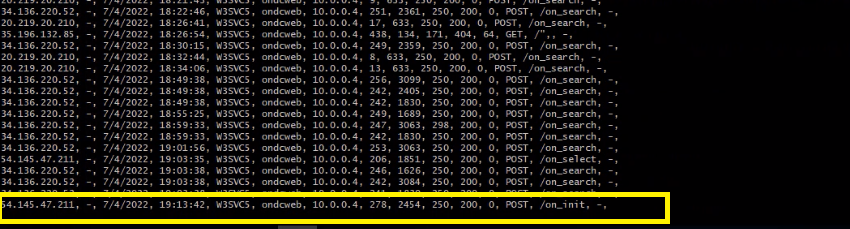 20.219.20.210, -, 7/4/2022, 18:21:43, W3SVC5, ondcweb, 10.0.0.4, 9, 633, 250, 200, 0, POST, /on_search, -,
34.136.220.52, -, 7/4/2022, 18:22:46, W3SVC5, ondcweb, 10.0.0.4, 251, 2361, 250, 200, 0, POST, /on_search, -,
20.219.20.210, -, 7/4/2022, 18:26:41, W3SVC5, ondcweb, 10.0.0.4, 17, 633, 250, 200, 0, POST, /on_search, -,
35.196.132.85, -, 7/4/2022, 18:26:54, W3SVC5, ondcweb, 10.0.0.4, 438, 134, 171, 404, 64, GET, /",, -,
34.136.220.52, -, 7/4/2022, 18:30:15, W3SVC5, ondcweb, 10.0.0.4, 249, 2359, 250, 200, 0, POST, /on_search, -,
20.219.20.210, -, 7/4/2022, 18:32:44, W3SVC5, ondcweb, 10.0.0.4, 8, 633, 250, 200, 0, POST, /on_search, -,
20.219.20.210, -, 7/4/2022, 18:34:06, W3SVC5, ondcweb, 10.0.0.4, 13, 633, 250, 200, 0, POST, /on_search, -,
34.136.220.52, -, 7/4/2022, 18:49:38, W3SVC5, ondcweb, 10.0.0.4, 256, 3099, 250, 200, 0, POST, /on_search, -,
34.136.220.52, -, 7/4/2022, 18:49:38, W3SVC5, ondcweb, 10.0.0.4, 242, 2405, 250, 200, 0, POST, /on_search, -,
34.136.220.52, -, 7/4/2022, 18:49:38, W3SVC5, ondcweb, 10.0.0.4, 242, 1830, 250, 200, 0, POST, /on_search, -,
34.136.220.52, -, 7/4/2022, 18:55:25, W3SVC5, ondcweb, 10.0.0.4, 249, 1689, 250, 200, 0, POST, /on_search, -,
34.136.220.52, -, 7/4/2022, 18:59:33, W3SVC5, ondcweb, 10.0.0.4, 247, 3063, 298, 200, 0, POST, /on_search, -,
34.136.220.52, -, 7/4/2022, 18:59:33, W3SVC5, ondcweb, 10.0.0.4, 242, 1830, 250, 200, 0, POST, /on_search, -,
34.136.220.52, -, 7/4/2022, 19:01:56, W3SVC5, ondcweb, 10.0.0.4, 253, 3063, 250, 200, 0, POST, /on_search, -,
54.145.47.211, -, 7/4/2022, 19:03:35, W3SVC5, ondcweb, 10.0.0.4, 206, 1851, 250, 200, 0, POST, /on_select, -,
34.136.220.52, -, 7/4/2022, 19:03:38, W3SVC5, ondcweb, 10.0.0.4, 246, 1626, 250, 200, 0, POST, /on_search, -,
34.136.220.52, -, 7/4/2022, 19:03:38, W3SVC5, ondcweb, 10.0.0.4, 242, 3084, 250, 200, 0, POST, /on_search, -,
54.145.47.211, -, 7/4/2022, 19:13:42, W3SVC5, ondcweb, 10.0.0.4, 278, 2454, 250, 200, 0, POST, /on_init, -,